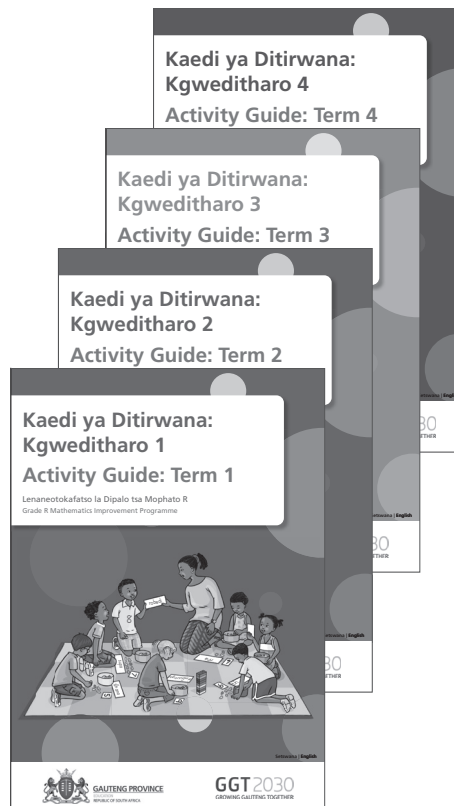 Kaedi ya Ditirwana:
Kgweditharo 4
Activity Guide: Term 4
Kaedi ya Ditirwana:
Kgweditharo 3
Activity Guide: Term 3
Kaedi ya Ditirwana:
Kgweditharo 2
Activity Guide: Term 2
Kaedi ya Ditirwana:
Kgweditharo 1
Activity Guide: Term 1
Lenaneotokafatso la Dipalo tsa Mophato R
Grade R Mathematics Improvement Programme
Setswana | English
GAUTENG PROVINCE
EDUCATION
REPUBLIC OF SOUTH AFRICA
GGT2030
GROWING GAUTENG TOGETHER